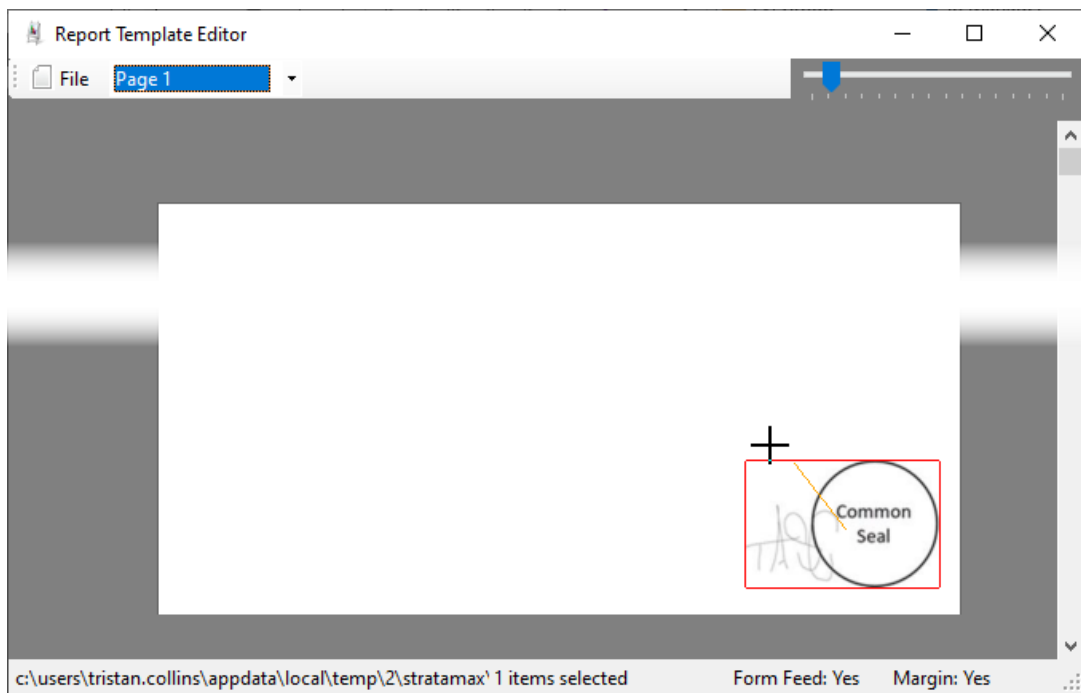 Report Template Editor
File Page 1
Common
Seal
c:\users\tristan.collins\appdata\local\temp\2\stratamax' 1 items selected Form Feed: Yes Margin: Yes